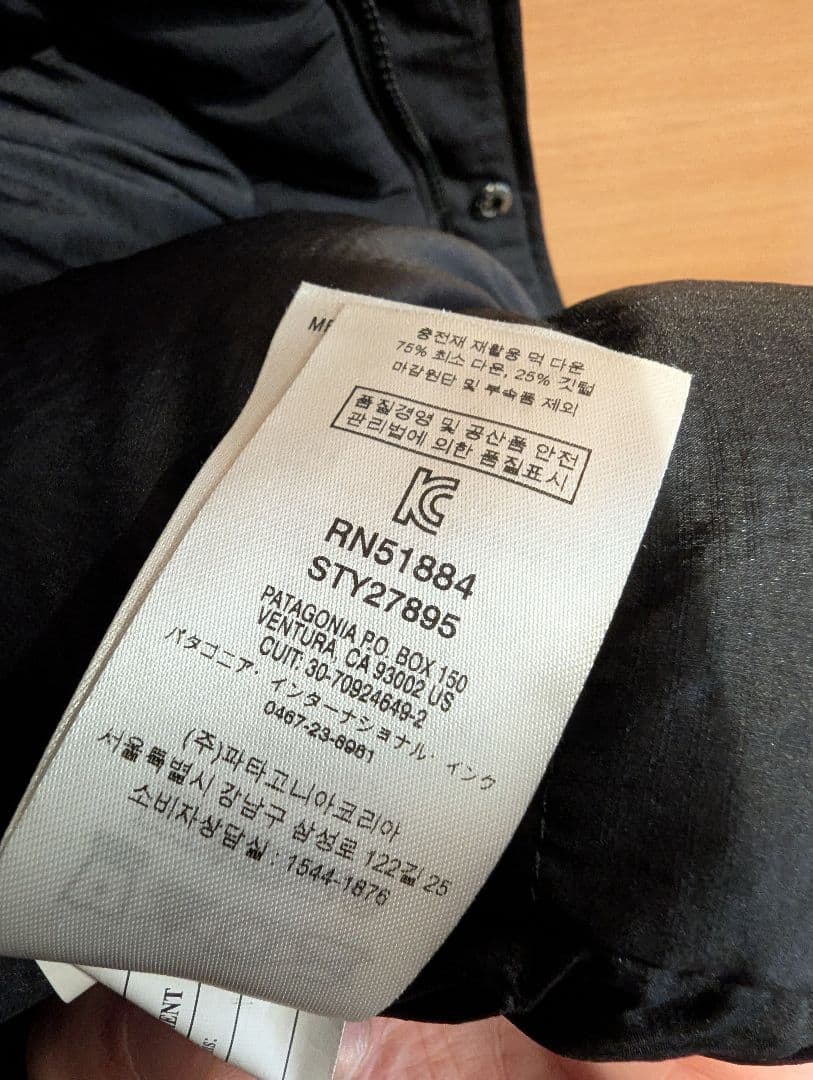 충전재 재활용 덕 다운
75% 최소 다운, 25% 깃털
마감원단 및 부속품 제외
품질경영 및 공산품 안전
관리법에 의한 품질표시
RN51884
STY27895
PATAGONIA P.O. BOX 150
VENTURA, CA 93002 US
CUIT: 30-70924649-2
パタゴニア・インターナショナル・インク
0467-23-8961
(주)파타고니아코리아
서울특별시 강남구 삼성로 122길 25
소비자상담실 : 1544-1876